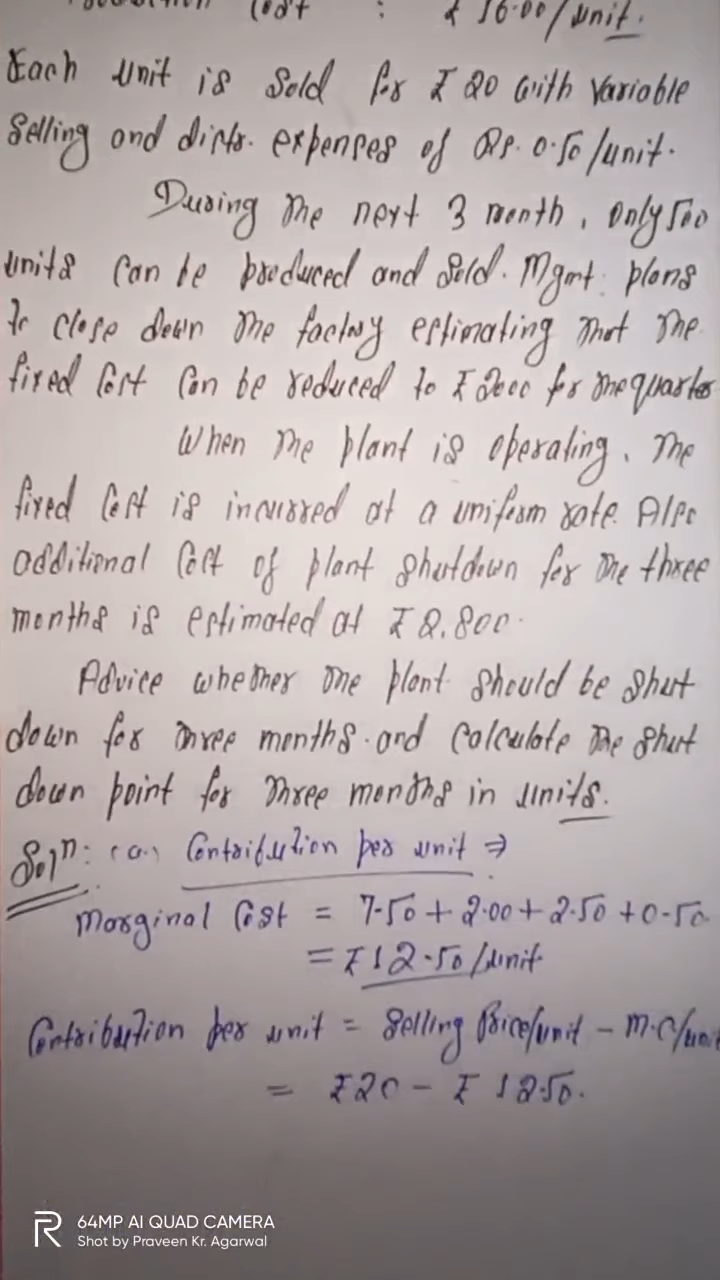 Cost : ₹ 16.00/unit.
Each unit is sold for ₹ 20 with variable
selling and distr. expenses of Rs. 0.50/unit.
During the next 3 month, only 500
units can be produced and sold. Mgmt. plans
to close down the factory estimating that the
fixed cost can be reduced to ₹ 2000 for the quarter
When the plant is operating, the
fixed cost is incurred at a uniform rate. Also
additional cost of plant shutdown for the three
months is estimated at ₹ 2,800.
Advice whether the plant should be shut
down for three months and calculate the shut
down point for three months in units.
Solⁿ: (a) Contribution per unit ⇒
Marginal Cost = 7.50 + 2.00 + 2.50 + 0.50
= ₹ 12.50/unit
Contribution per unit = Selling Price/unit - M.C/unit
= ₹ 20 - ₹ 12.50.
64MP AI QUAD CAMERA
Shot by Praveen Kr. Agarwal